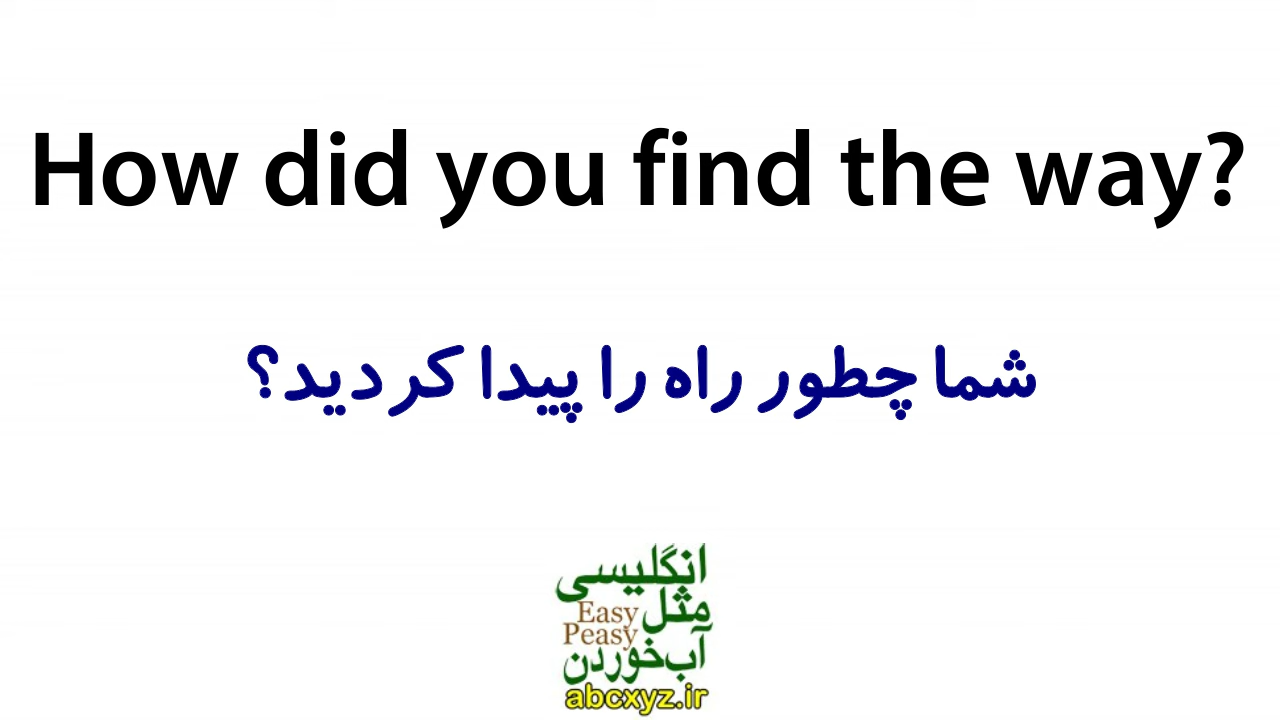 How did you find the way?
شما چطور راه را پیدا کردید؟
انگلیسی
مثل
Easy
Peasy
آب خوردن
abcxyz.ir